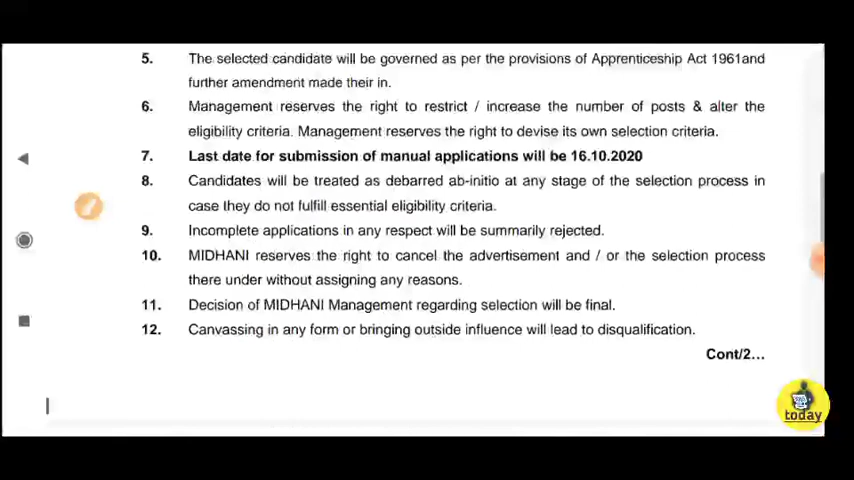 5. The selected candidate will be governed as per the provisions of Apprenticeship Act 1961and
further amendment made their in.
6. Management reserves the right to restrict / increase the number of posts & alter the
eligibility criteria. Management reserves the right to devise its own selection criteria.
7. Last date for submission of manual applications will be 16.10.2020
8. Candidates will be treated as debarred ab-initio at any stage of the selection process in
case they do not fulfill essential eligibility criteria.
9. Incomplete applications in any respect will be summarily rejected.
10. MIDHANI reserves the right to cancel the advertisement and / or the selection process
there under without assigning any reasons.
11. Decision of MIDHANI Management regarding selection will be final.
12. Canvassing in any form or bringing outside influence will lead to disqualification.
Cont/2...
today